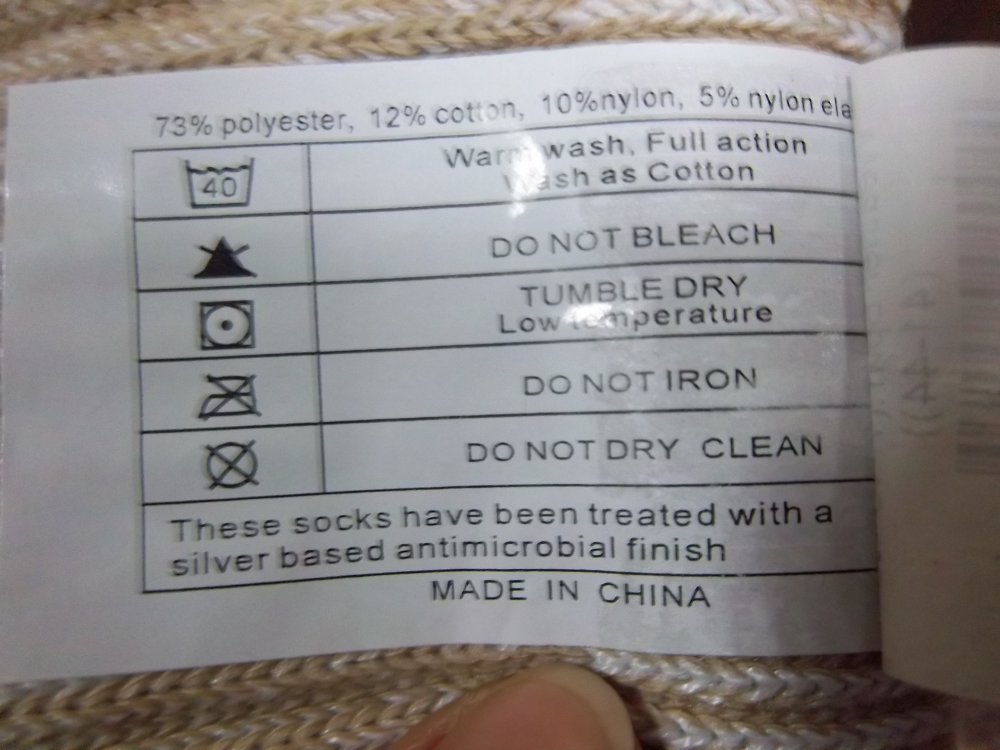 73% polyester, 12% cotton, 10%nylon, 5% nylon ela
40
Warm wash, Full action
Wash as Cotton
DO NOT BLEACH
TUMBLE DRY
Low temperature
DO NOT IRON
DO NOT DRY CLEAN
These socks have been treated with a
silver based antimicrobial finish
MADE IN CHINA